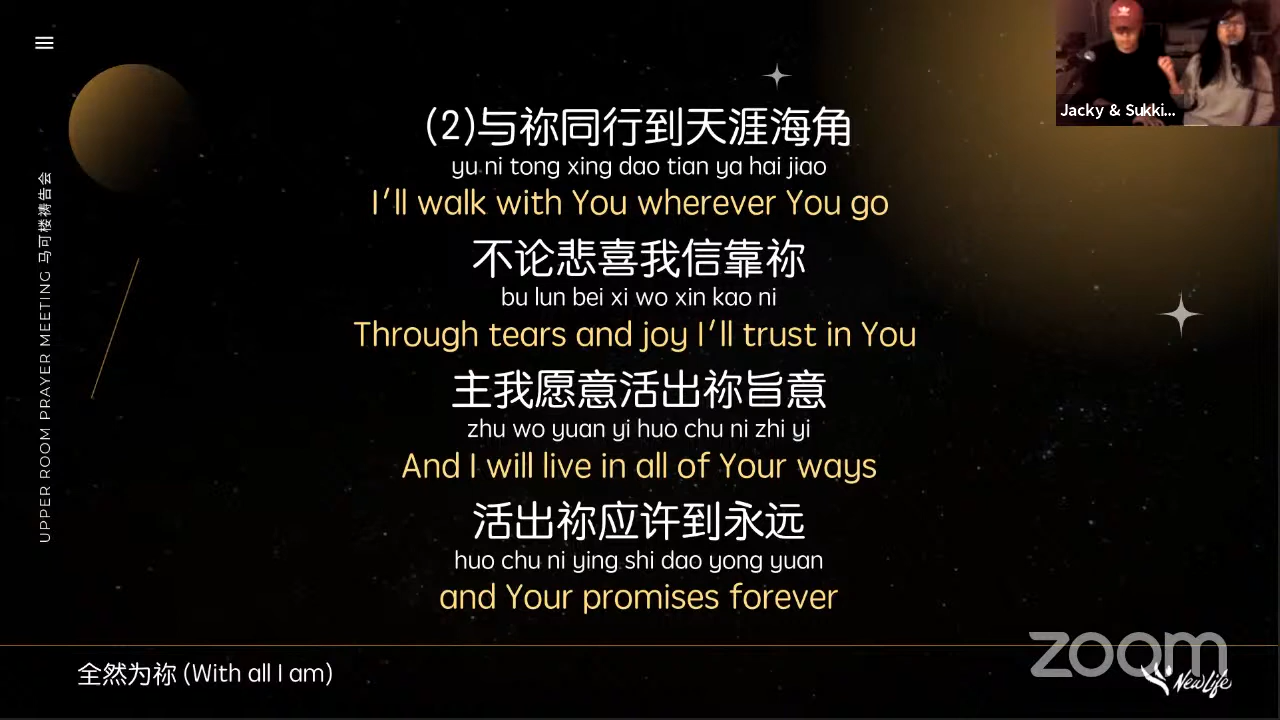 Jacky & Sukki...
(2)与祢同行到天涯海角
yu ni tong xing dao tian ya hai jiao
I'll walk with You wherever You go
不论悲喜我信靠祢
bu lun bei xi wo xin kao ni
Through tears and joy I'll trust in You
主我愿意活出祢旨意
zhu wo yuan yi huo chu ni zhi yi
And I will live in all of Your ways
活出祢应许到永远
huo chu ni ying shi dao yong yuan
and Your promises forever
UPPER ROOM PRAYER MEETING 马可楼祷告会
全然为祢 (With all I am)
zoom
New Life